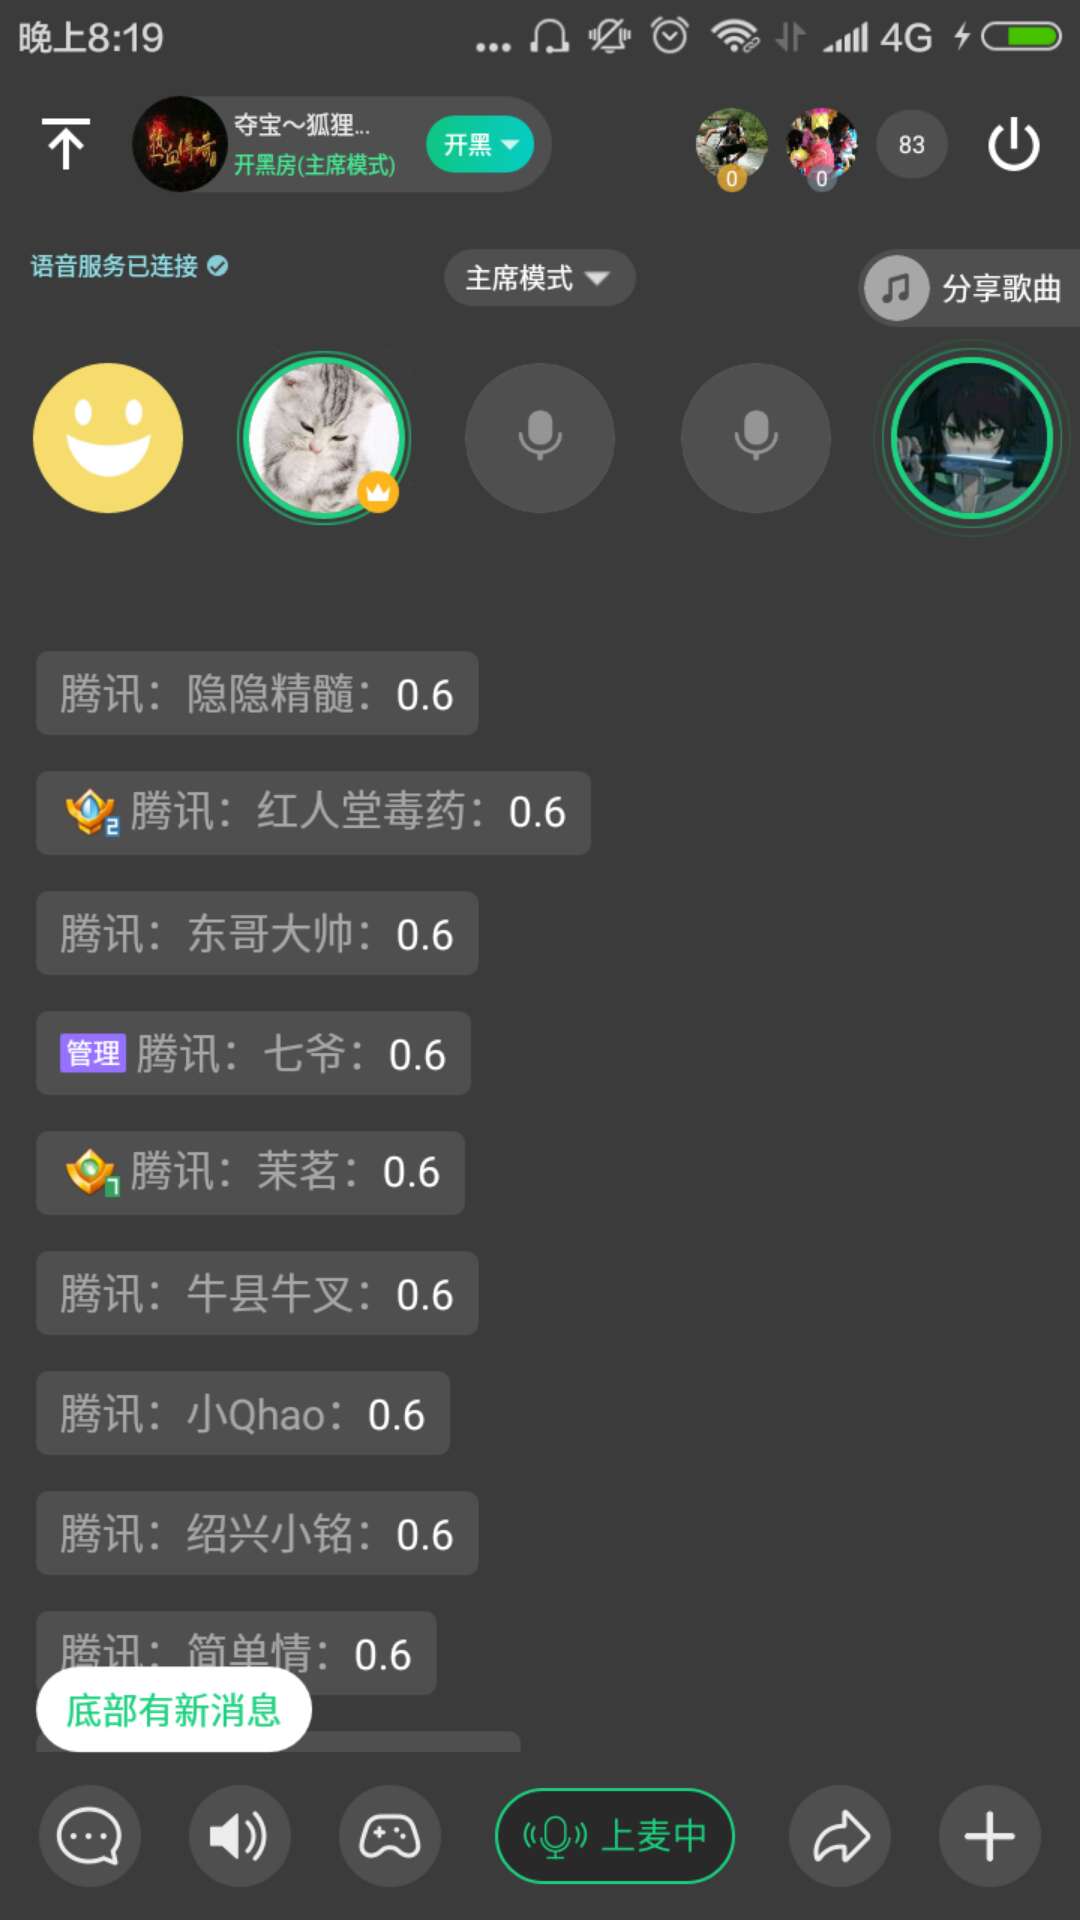 晚上8:19
4G
夺宝～狐狸...
开黑房(主席模式)
开黑
0
0
83
语音服务已连接
主席模式
分享歌曲
腾讯：隐隐精髓：0.6
2 腾讯：红人堂毒药：0.6
腾讯：东哥大帅：0.6
管理 腾讯：七爷：0.6
1 腾讯：茉茗：0.6
腾讯：牛县牛叉：0.6
腾讯：小Qhao：0.6
腾讯：绍兴小铭：0.6
腾讯：简单情：0.6
底部有新消息
上麦中